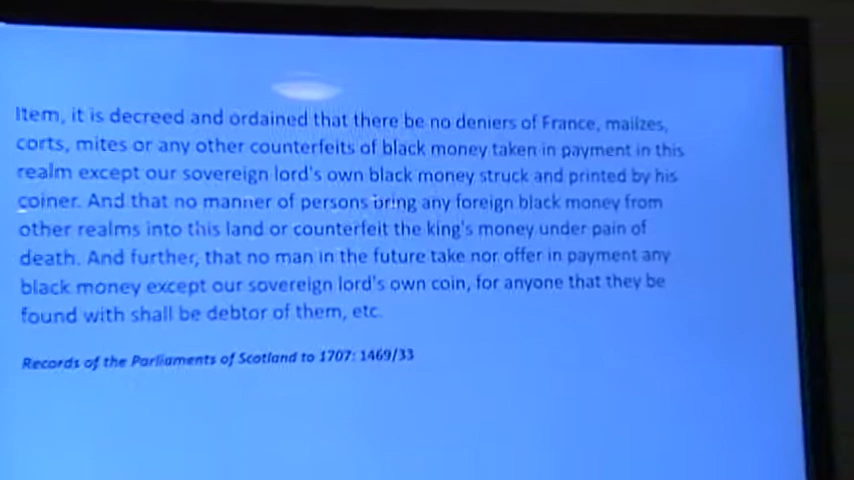 Item, it is decreed and ordained that there be no deniers of France, mailzes,
corts, mites or any other counterfeits of black money taken in payment in this
realm except our sovereign lord's own black money struck and printed by his
coiner. And that no manner of persons bring any foreign black money from
other realms into this land or counterfeit the king's money under pain of
death. And further, that no man in the future take nor offer in payment any
black money except our sovereign lord's own coin, for anyone that they be
found with shall be debtor of them, etc.
Records of the Parliaments of Scotland to 1707: 1469/33